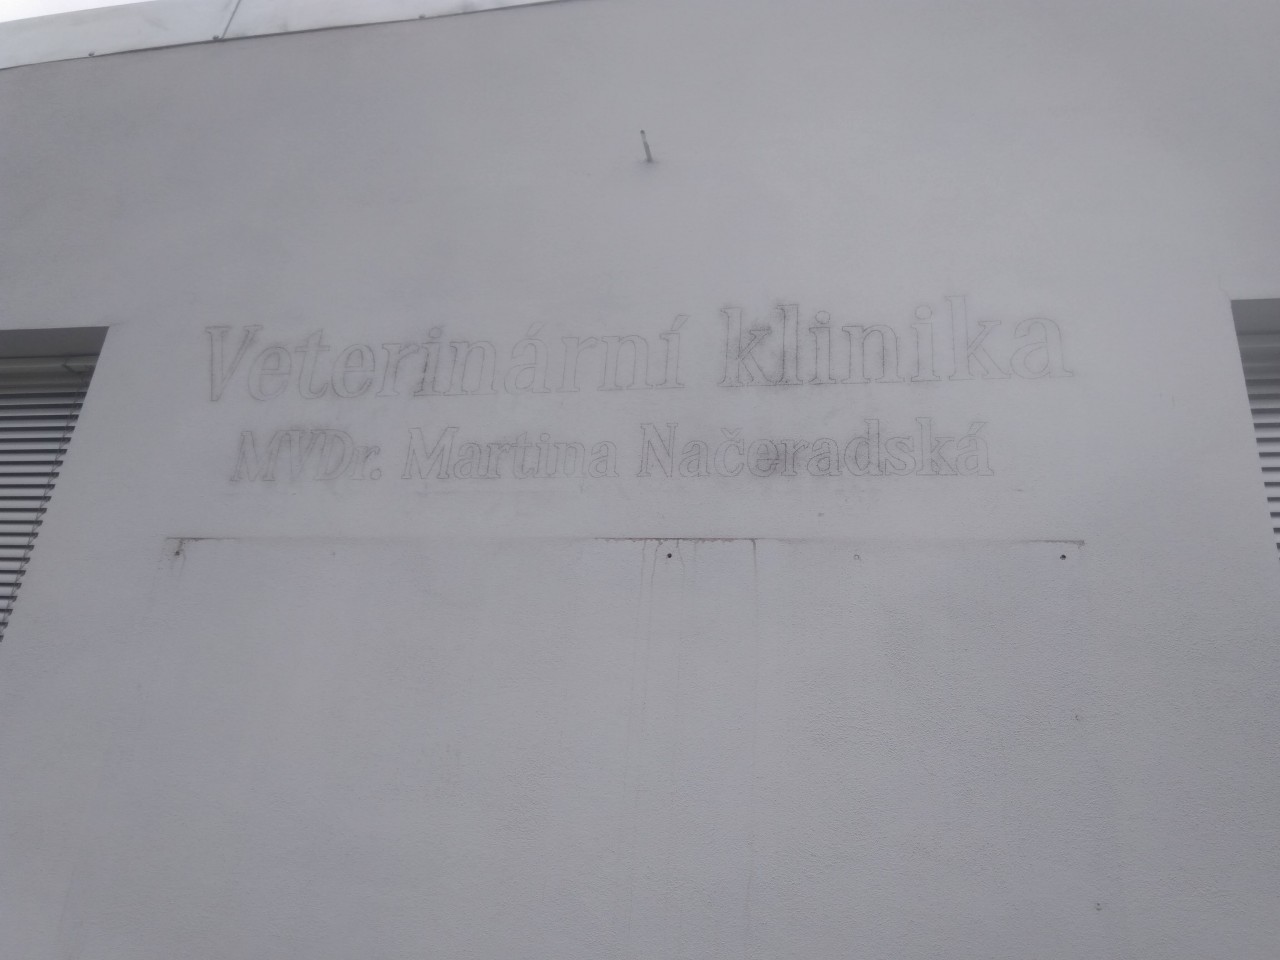 Veterinární klinika
MVDr. Martina Načeradská